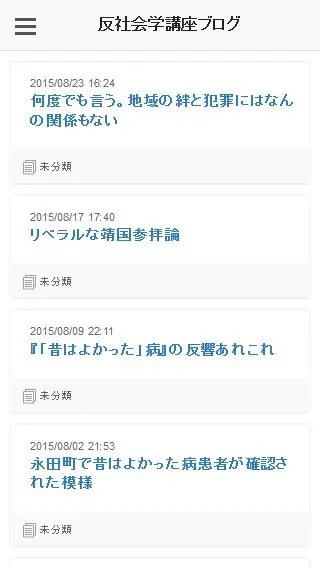 反社会学講座ブログ
2015/08/23 16:24
何度でも言う。地域の絆と犯罪にはなん
の関係もない
未分類
2015/08/17 17:40
リベラルな靖国参拝論
未分類
2015/08/09 22:11
『「昔はよかった」病』の反響あれこれ
未分類
2015/08/02 21:53
永田町で昔はよかった病患者が確認さ
れた模様
未分類